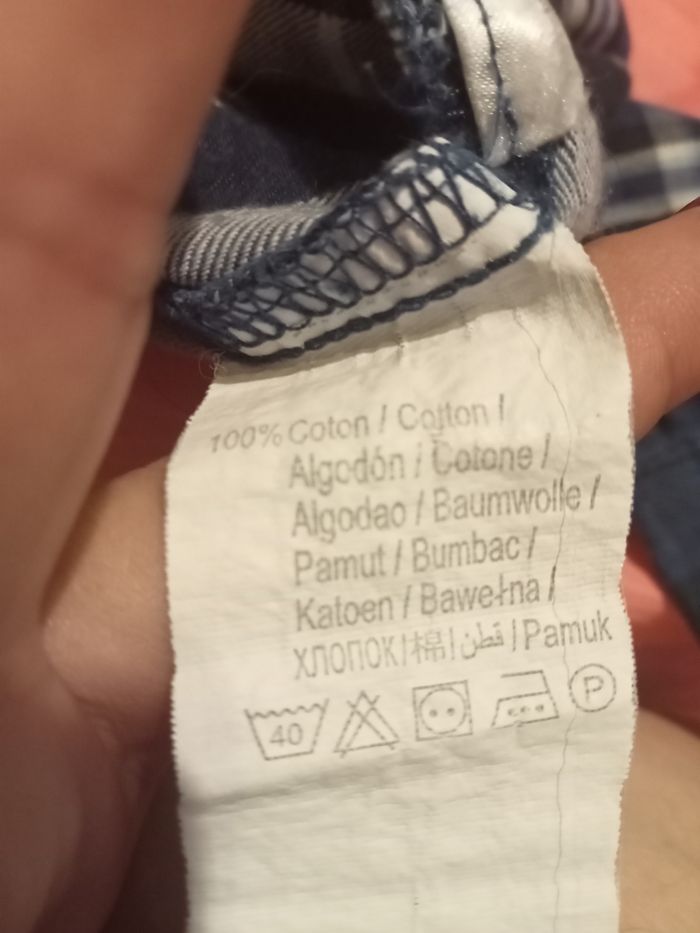 100% Coton / Cotton /
Algodón / Cotone /
Algodao / Baumwolle /
Pamut / Bumbac /
Katoen / Bawełna /
ХЛОПОК / 棉 / قطن / Pamuk
40 P